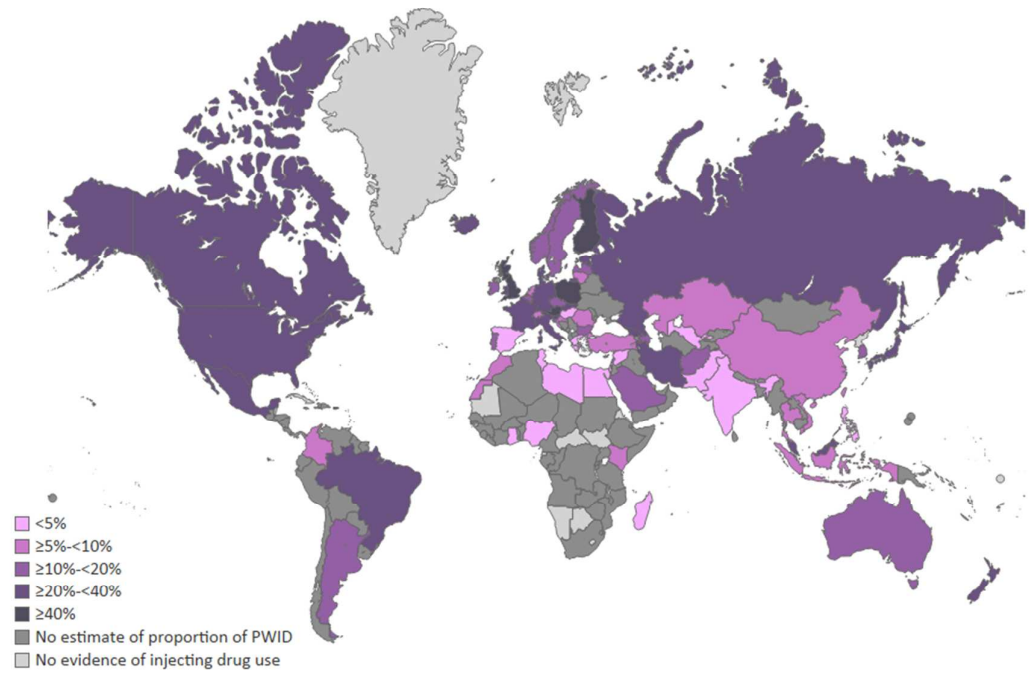 <5%
≥5%-<10%
≥10%-<20%
≥20%-<40%
≥40%
No estimate of proportion of PWID
No evidence of injecting drug use